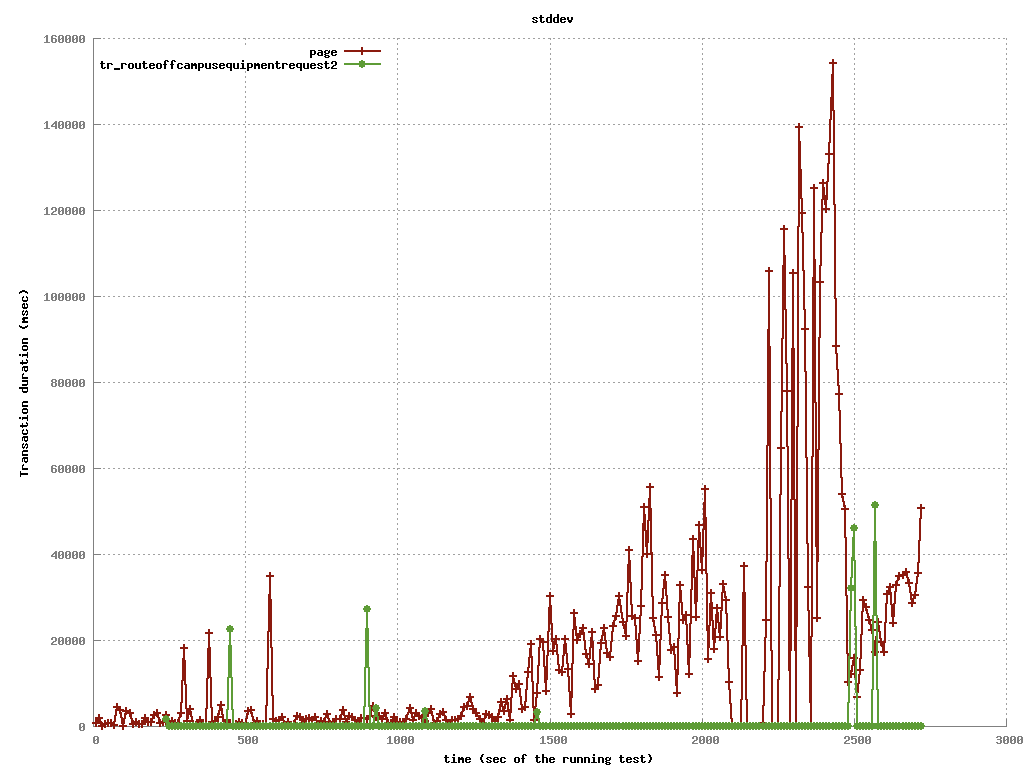 stddev
page
tr_routeoffcampusequipmentrequest2
160000
140000
120000
100000
80000
60000
40000
20000
0
Transaction duration (msec)
0 500 1000 1500 2000 2500 3000
time (sec of the running test)